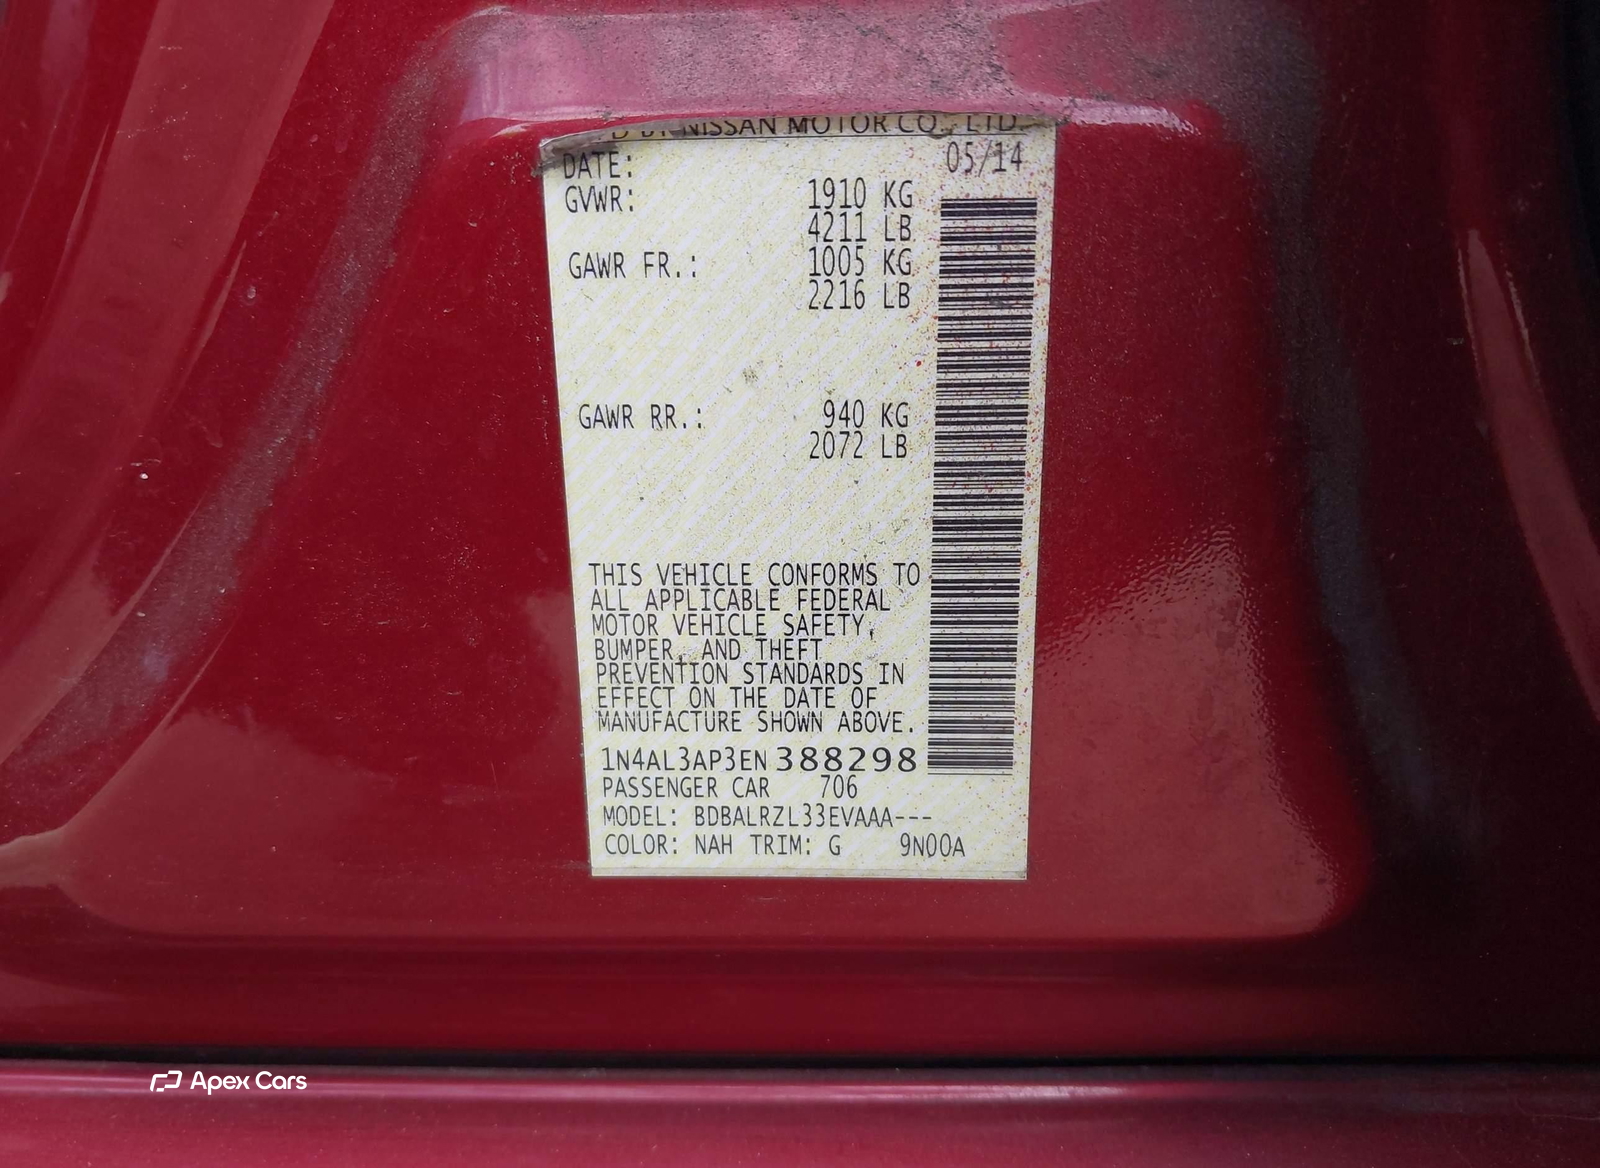 NISSAN MOTOR CO., LTD.
DATE: 05/14
GVWR: 1910 KG
4211 LB
GAWR FR.: 1005 KG
2216 LB
GAWR RR.: 940 KG
2072 LB
THIS VEHICLE CONFORMS TO
ALL APPLICABLE FEDERAL
MOTOR VEHICLE SAFETY,
BUMPER, AND THEFT
PREVENTION STANDARDS IN
EFFECT ON THE DATE OF
MANUFACTURE SHOWN ABOVE.
1N4AL3AP3EN388298
PASSENGER CAR 706
MODEL: BDBALRZL33EVAAA---
COLOR: NAH TRIM: G 9N00A
Apex Cars